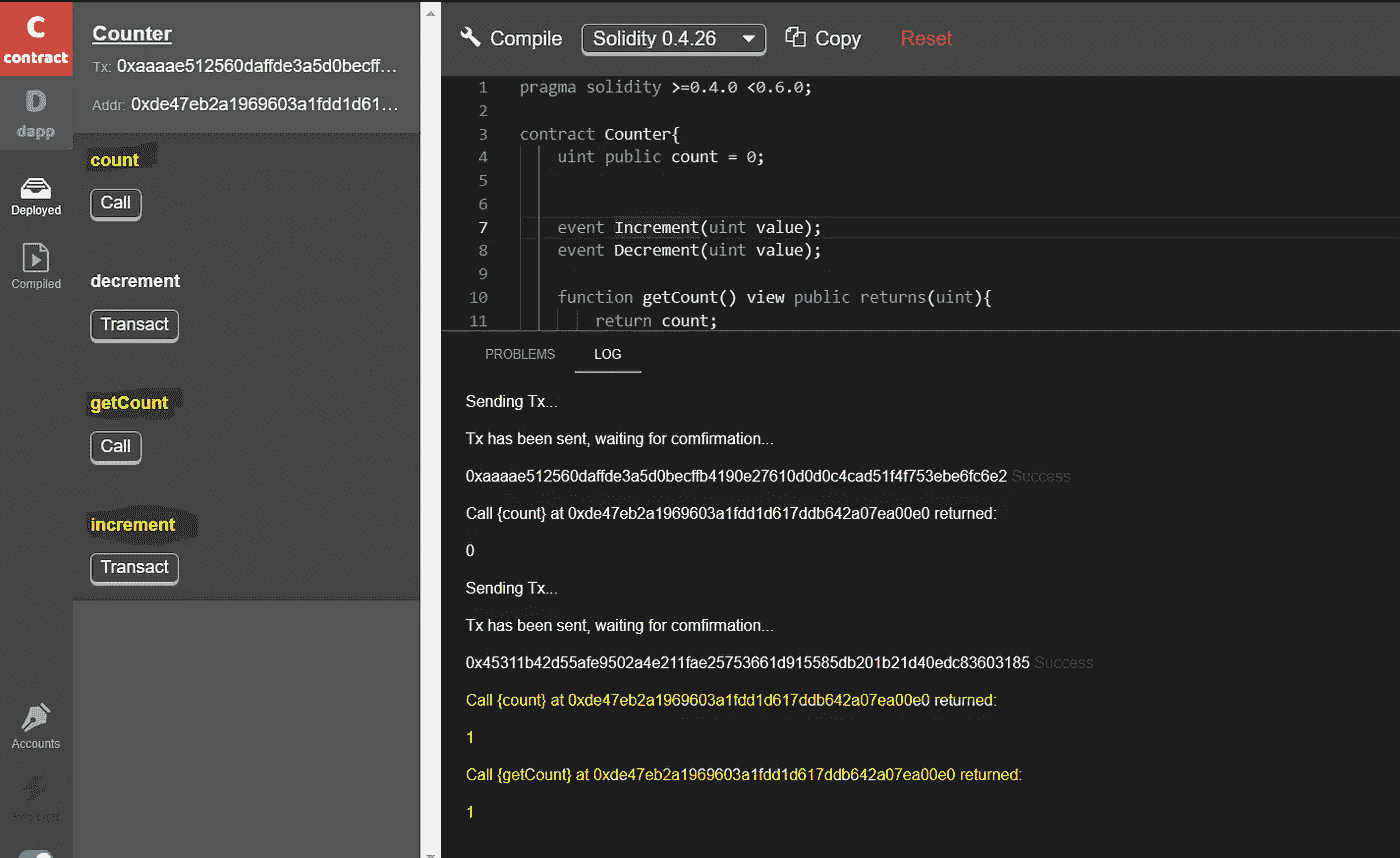 C
contract
D
dapp
Deployed
Compiled
Accounts
Counter
Tx: 0xaaaae512560daffde3a5d0becff...
Addr: 0xde47eb2a1969603a1fdd1d61...
count
Call
decrement
Transact
getCount
Call
increment
Transact
Compile Solidity 0.4.26 Copy Reset
1 pragma solidity >=0.4.0 <0.6.0;
2
3 contract Counter{
4 uint public count = 0;
5
6
7 event Increment(uint value);
8 event Decrement(uint value);
9
10 function getCount() view public returns(uint){
11 return count;
PROBLEMS LOG
Sending Tx...
Tx has been sent, waiting for comfirmation...
0xaaaae512560daffde3a5d0becffb4190e27610d0d0c4cad51f4f753ebe6fc6e2 Success
Call {count} at 0xde47eb2a1969603a1fdd1d617ddb642a07ea00e0 returned:
0
Sending Tx...
Tx has been sent, waiting for comfirmation...
0x45311b42d55afe9502a4e211fae25753661d915585db201b21d40edc83603185 Success
Call {count} at 0xde47eb2a1969603a1fdd1d617ddb642a07ea00e0 returned:
1
Call {getCount} at 0xde47eb2a1969603a1fdd1d617ddb642a07ea00e0 returned:
1